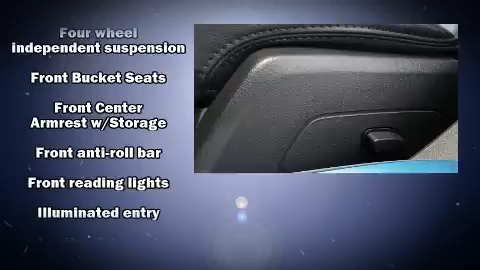 Four wheel
independent suspension
Front Bucket Seats
Front Center
Armrest w/Storage
Front anti-roll bar
Front reading lights
Illuminated entry